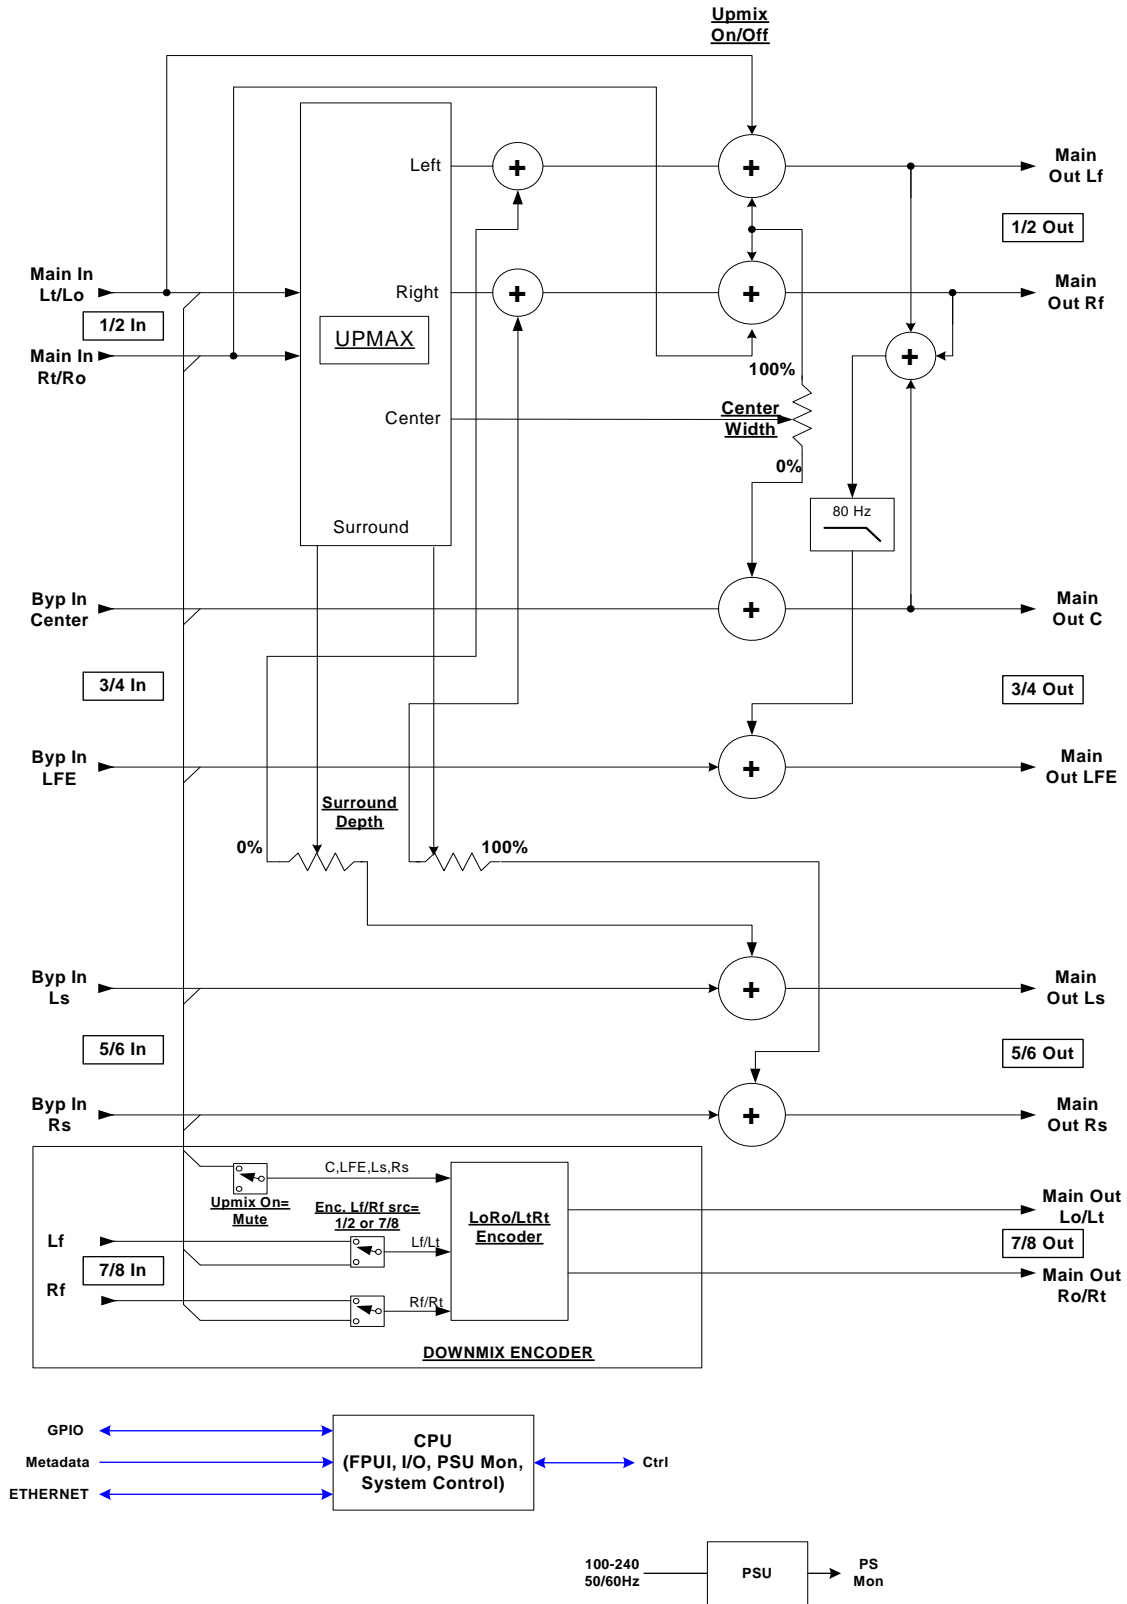 Upmix
On/Off
Left
Main
Out Lf
1/2 Out
Main In
Lt/Lo
Right
Main
Out Rf
1/2 In
UPMAX
Main In
Rt/Ro
100%
Center
Center
Width
0%
80 Hz
Surround
Byp In
Center
Main
Out C
3/4 In
3/4 Out
Byp In
LFE
Main
Out LFE
Surround
Depth
0%
100%
Byp In
Ls
Main
Out Ls
5/6 In
5/6 Out
Byp In
Rs
Main
Out Rs
C,LFE,Ls,Rs
Upmix On=
Mute
Enc. Lf/Rf src=
1/2 or 7/8
LoRo/LtRt
Encoder
Main Out
Lo/Lt
Lf
Lf/Lt
7/8 Out
7/8 In
Rf
Rf/Rt
Main Out
Ro/Rt
DOWNMIX ENCODER
GPIO
Metadata
ETHERNET
CPU
(FPUI, I/O, PSU Mon,
System Control)
Ctrl
100-240
50/60Hz
PSU
PS
Mon